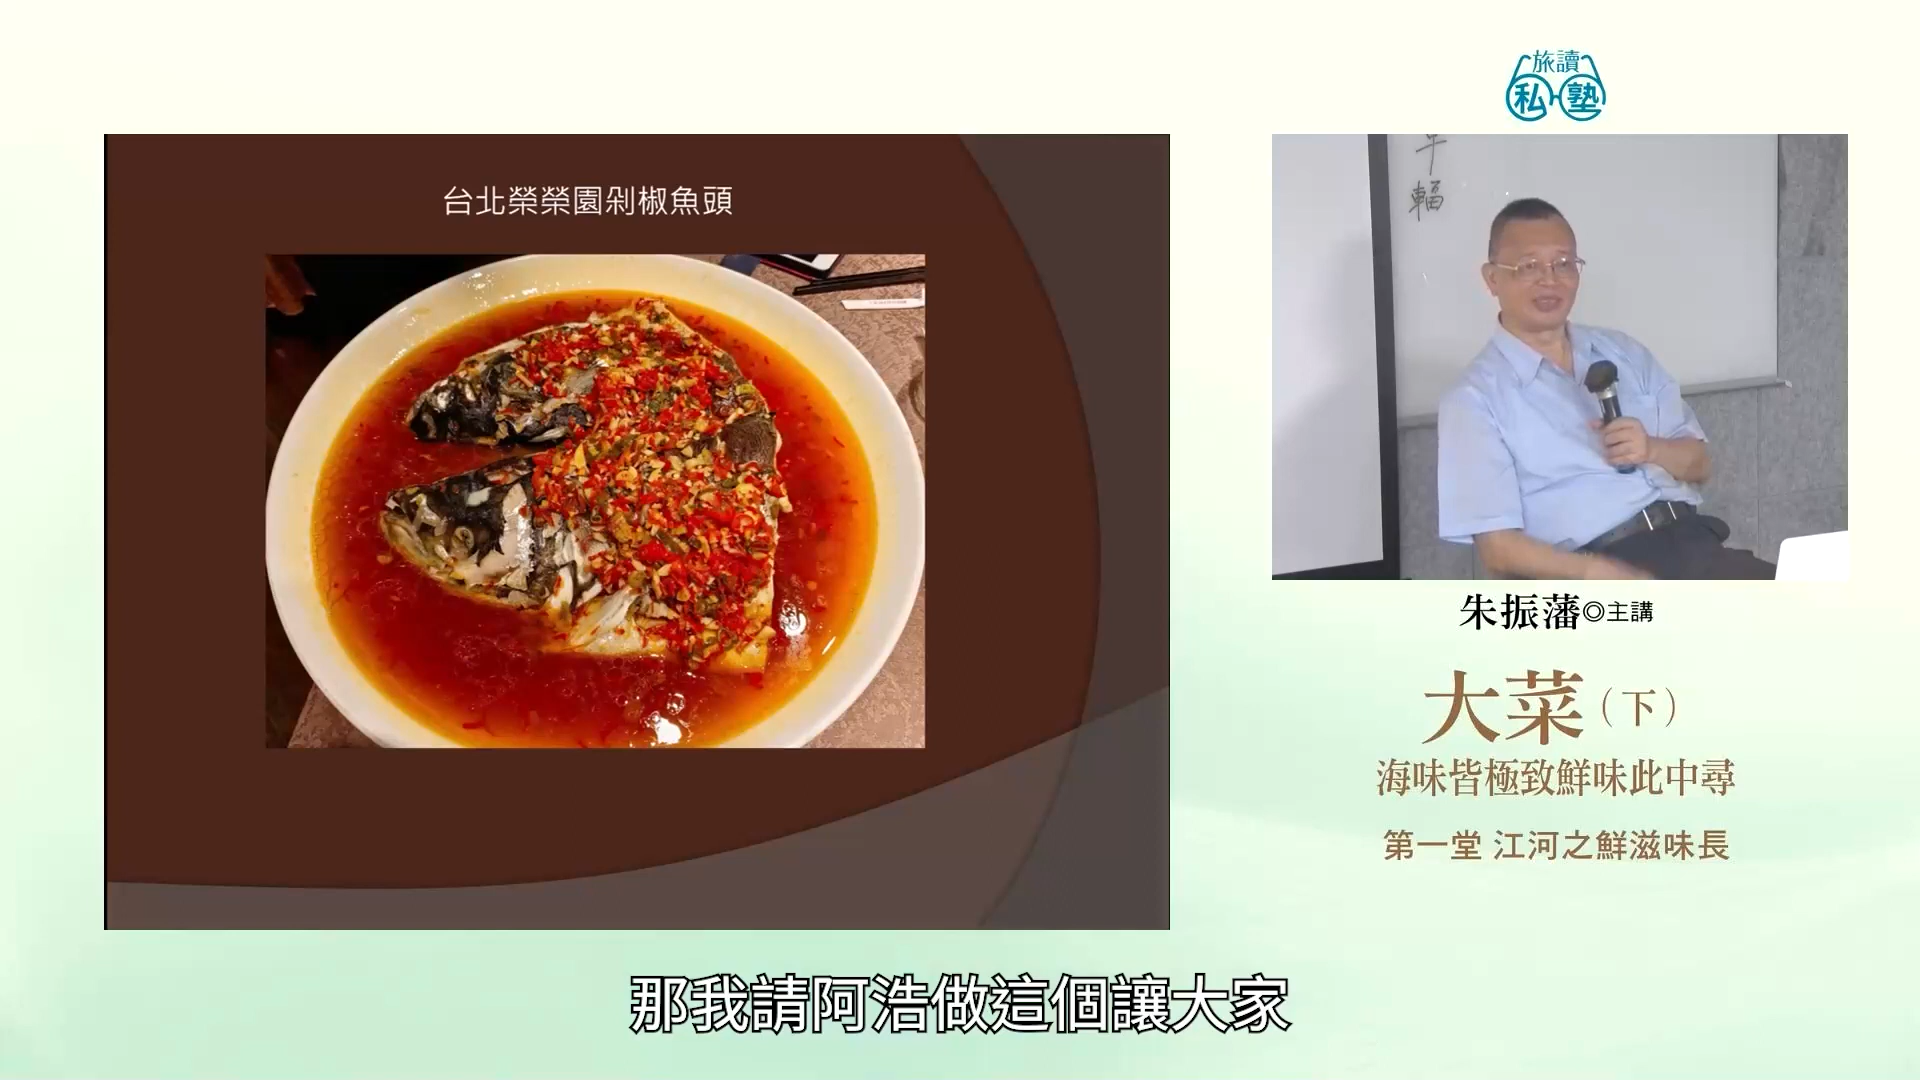 旅讀
私塾
台北榮榮園剁椒魚頭
輻
朱振藩◎主講
大菜（下）
海味皆極致鮮味此中尋
第一堂 江河之鮮滋味長
那我請阿浩做這個讓大家